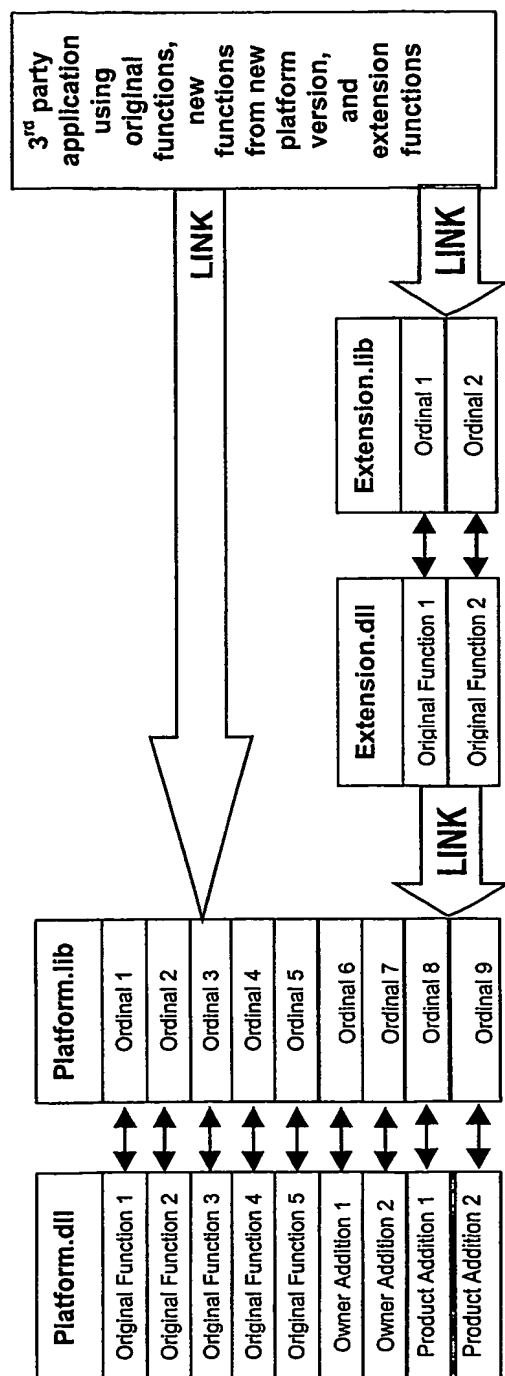 Platform.dll
Original Function 1
Original Function 2
Original Function 3
Original Function 4
Original Function 5
Owner Addition 1
Owner Addition 2
Product Addition 1
Product Addition 2
Platform.lib
Ordinal 1
Ordinal 2
Ordinal 3
Ordinal 4
Ordinal 5
Ordinal 6
Ordinal 7
Ordinal 8
Ordinal 9
LINK
LINK
Extension.dll
Original Function 1
Original Function 2
Extension.lib
Ordinal 1
Ordinal 2
LINK
3rd party
application
using
original
functions,
new
functions
from new
platform
version,
and
extension
functions